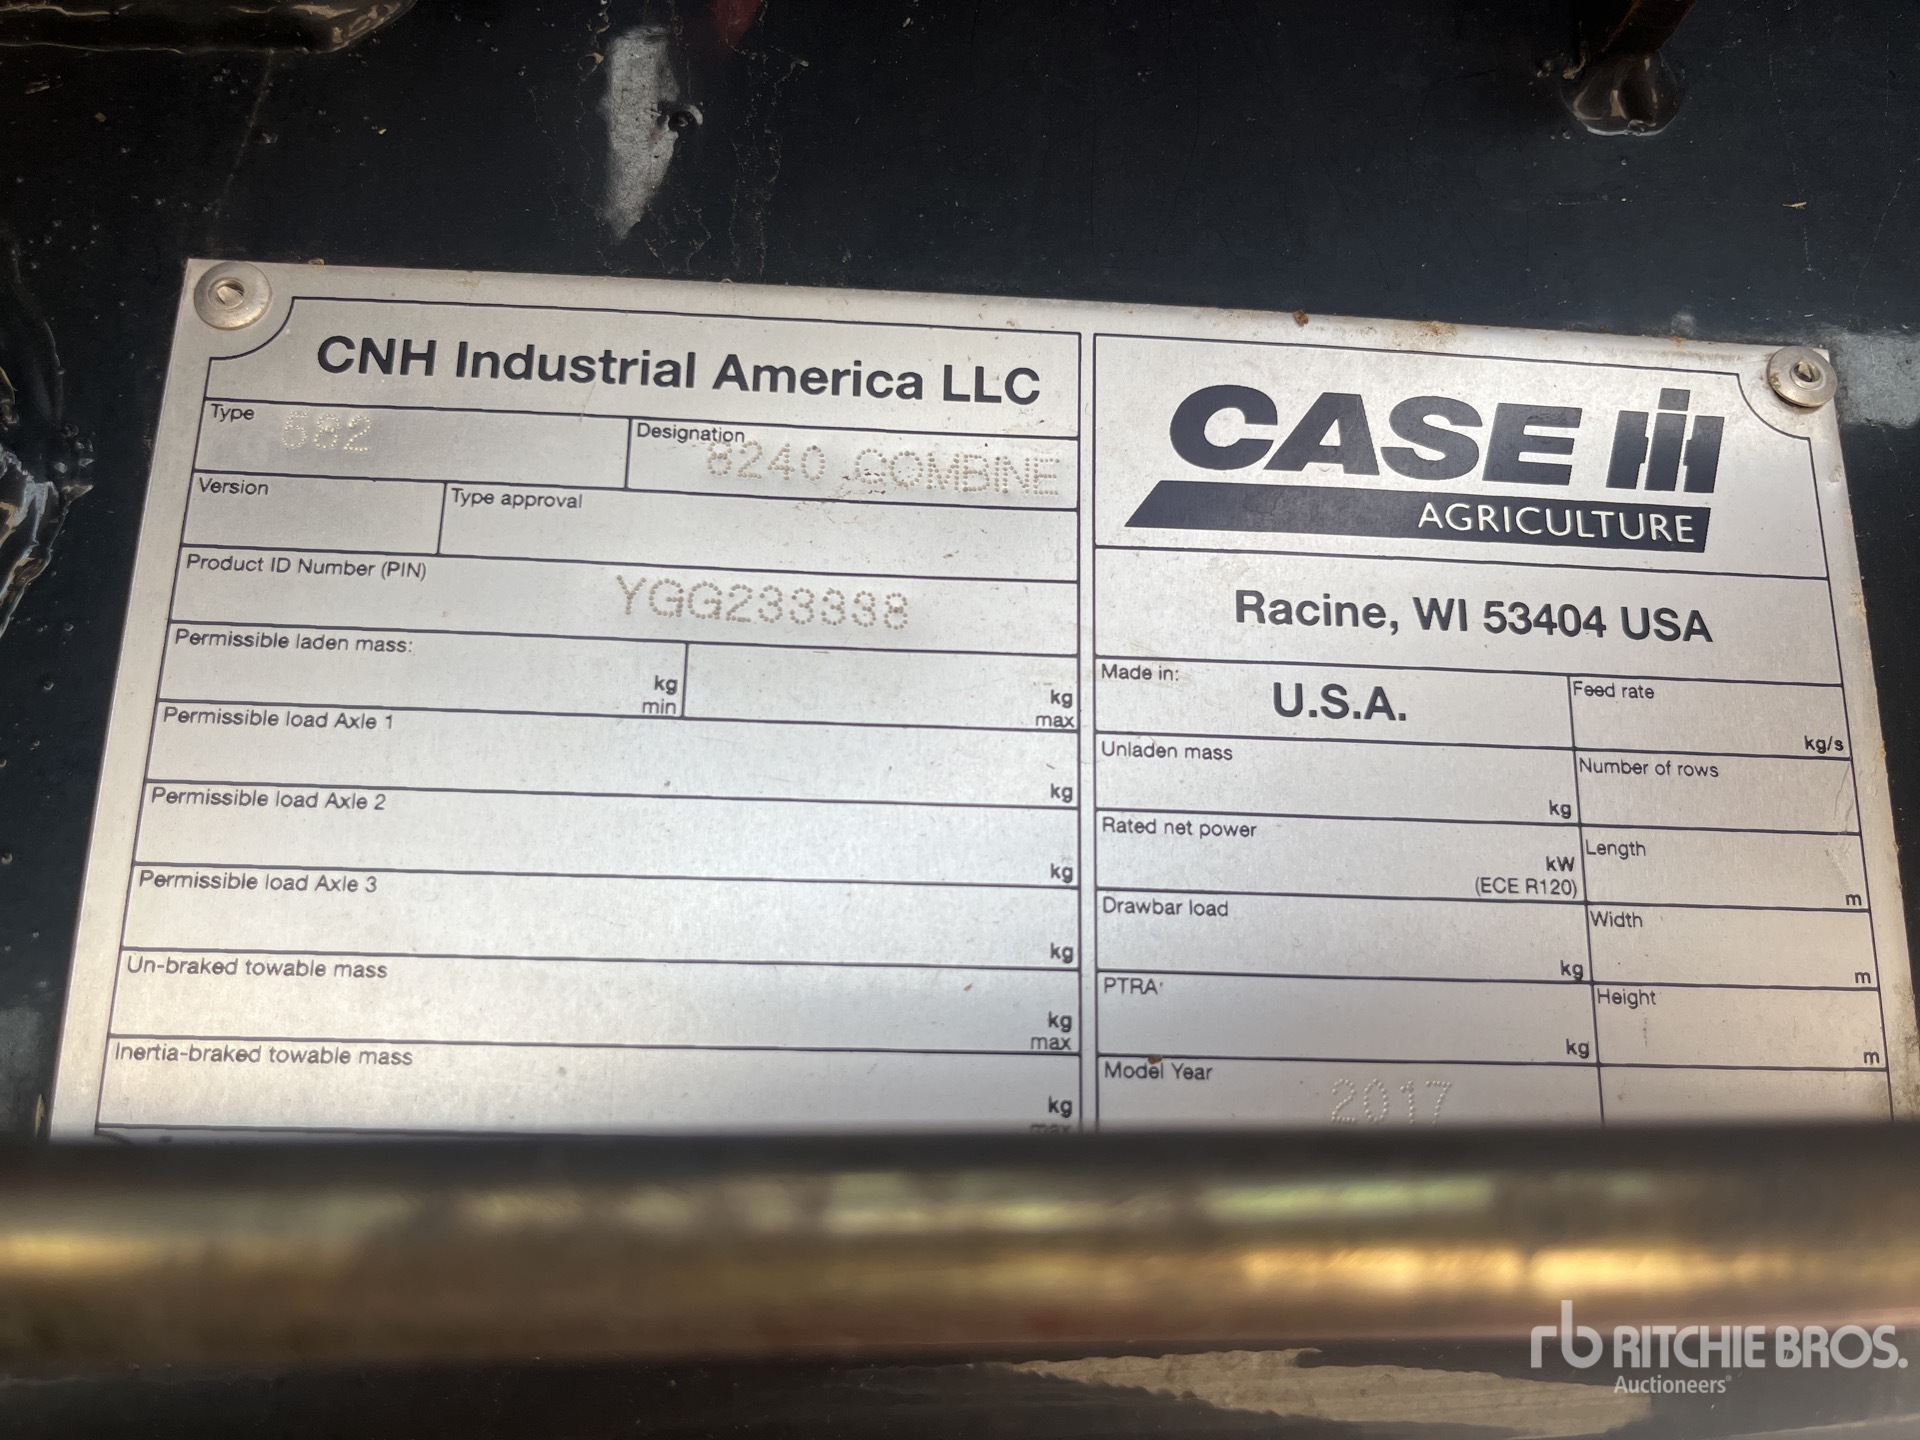 CNH Industrial America LLC
Type 582
Designation 8240 COMBINE
Version
Type approval
Product ID Number (PIN) YGG233338
Permissible laden mass:
kg min
kg max
Permissible load Axle 1
kg
Permissible load Axle 2
kg
Permissible load Axle 3
kg
Un-braked towable mass
kg max
Inertia-braked towable mass
kg max
CASE IH
AGRICULTURE
Racine, WI 53404 USA
Made in: U.S.A.
Feed rate
kg/s
Unladen mass
kg
Number of rows
Rated net power
kW
(ECE R120)
Length
m
Drawbar load
kg
Width
m
PTRA
kg
Height
m
Model Year 2017
rb RITCHIE BROS.
Auctioneers